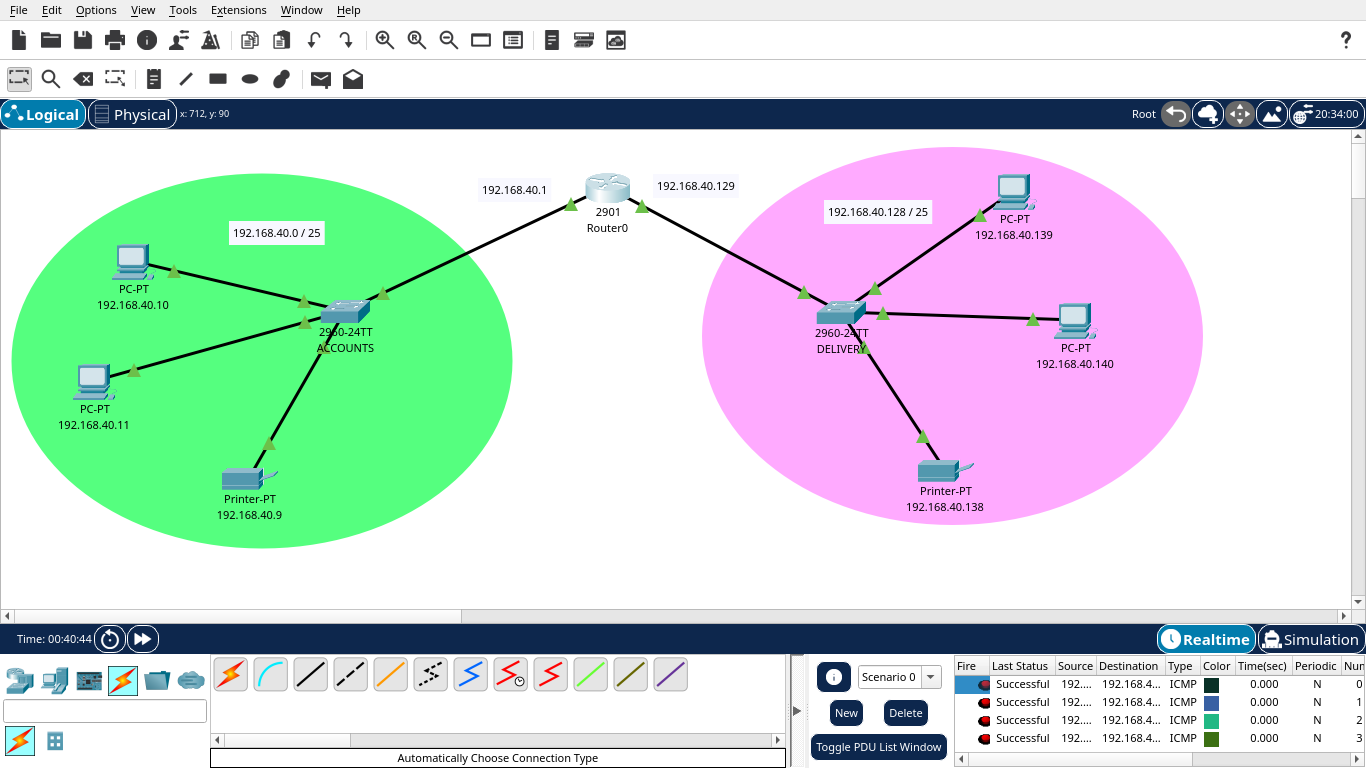 File Edit Options View Tools Extensions Window Help
?
Logical Physical x: 712, y: 90 Root 20:34:00
192.168.40.1
192.168.40.129
2901
Router0
192.168.40.0 / 25
PC-PT
192.168.40.10
2960-24TT
ACCOUNTS
PC-PT
192.168.40.11
Printer-PT
192.168.40.9
192.168.40.128 / 25
PC-PT
192.168.40.139
2960-24TT
DELIVERY
PC-PT
192.168.40.140
Printer-PT
192.168.40.138
Time: 00:40:44 Realtime Simulation
Scenario 0
New Delete
Toggle PDU List Window
Automatically Choose Connection Type
Fire Last Status Source Destination Type Color Time(sec) Periodic Nur
Successful 192.... 192.168.4... ICMP 0.000 N 0
Successful 192.... 192.168.4... ICMP 0.000 N 1
Successful 192.... 192.168.4... ICMP 0.000 N 2
Successful 192.... 192.168.4... ICMP 0.000 N 3